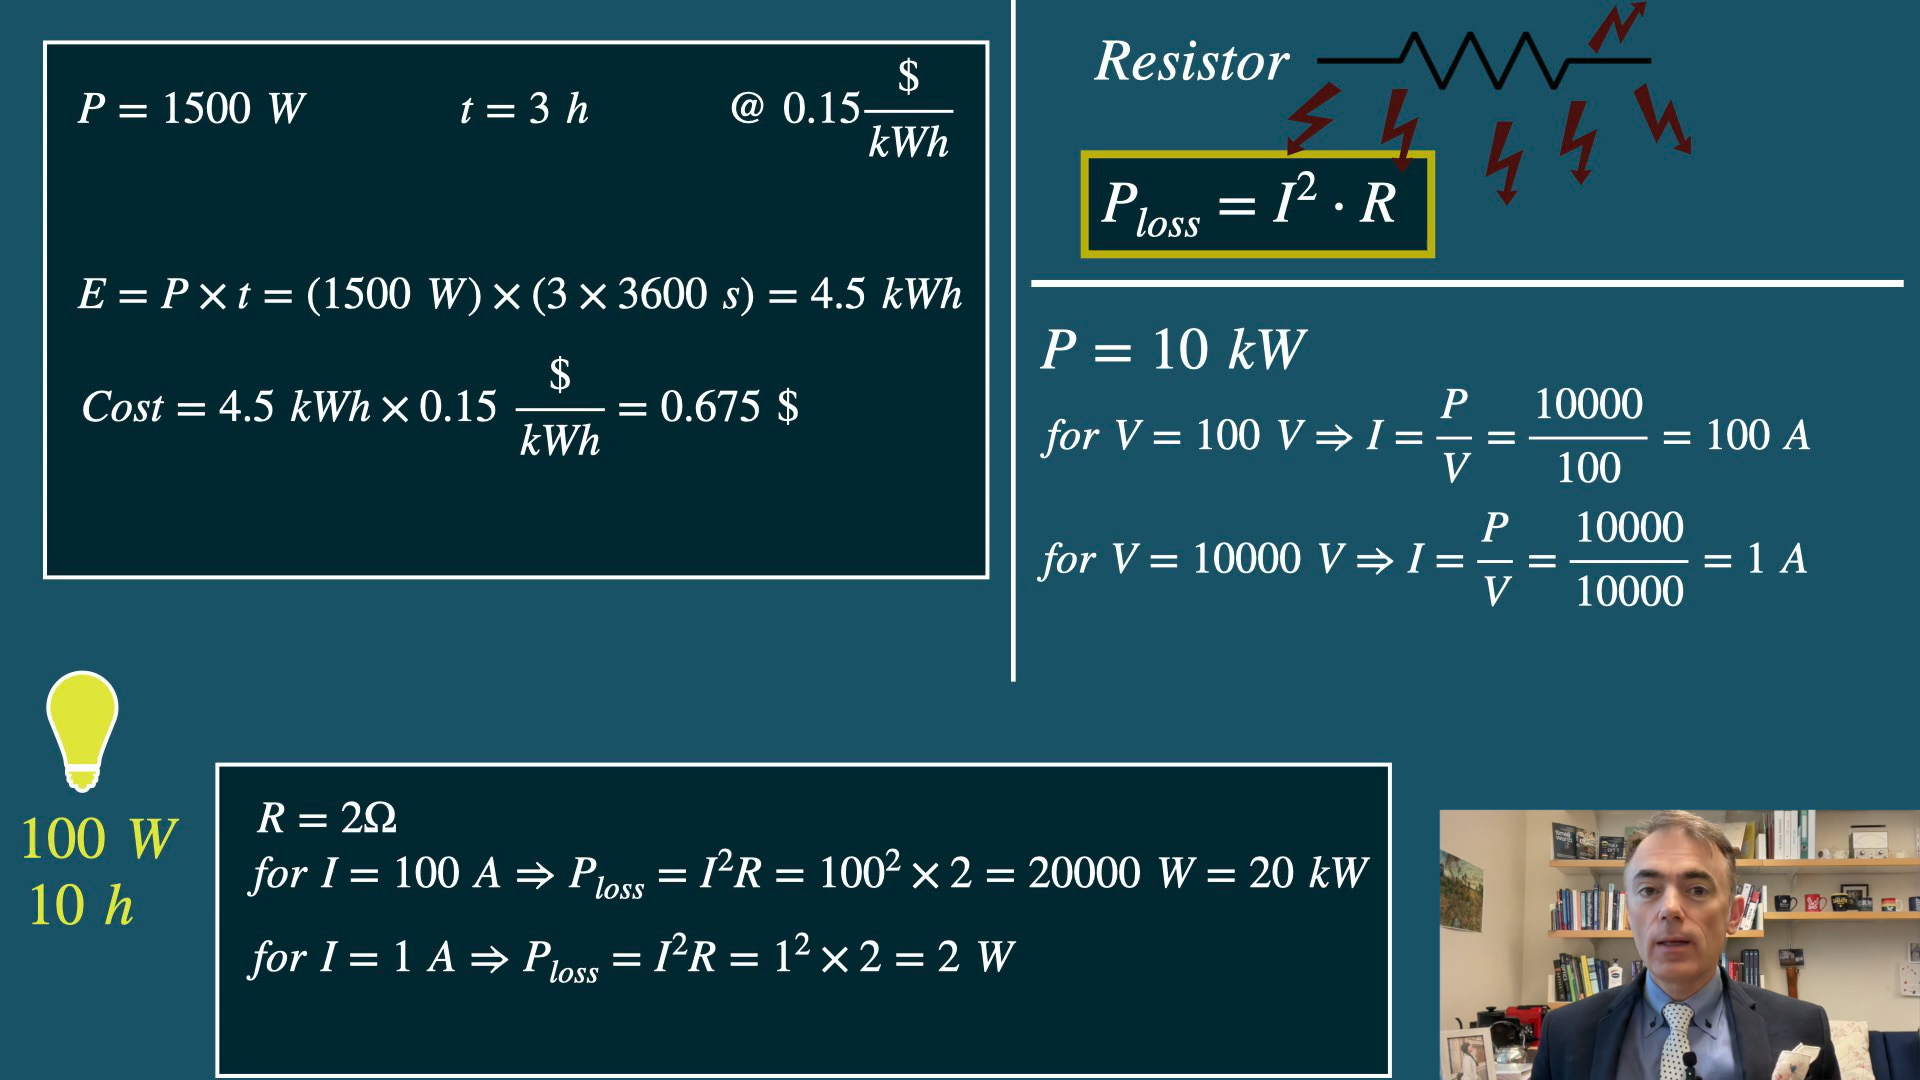 P = 1500 W t = 3 h @ 0.15 $/kWh
E = P × t = (1500 W) × (3 × 3600 s) = 4.5 kWh
Cost = 4.5 kWh × 0.15 $/kWh = 0.675 $
Resistor
P_loss = I² · R
P = 10 kW
for V = 100 V ⇒ I = P/V = 10000/100 = 100 A
for V = 10000 V ⇒ I = P/V = 10000/10000 = 1 A
100 W
10 h
R = 2Ω
for I = 100 A ⇒ P_loss = I²R = 100² × 2 = 20000 W = 20 kW
for I = 1 A ⇒ P_loss = I²R = 1² × 2 = 2 W